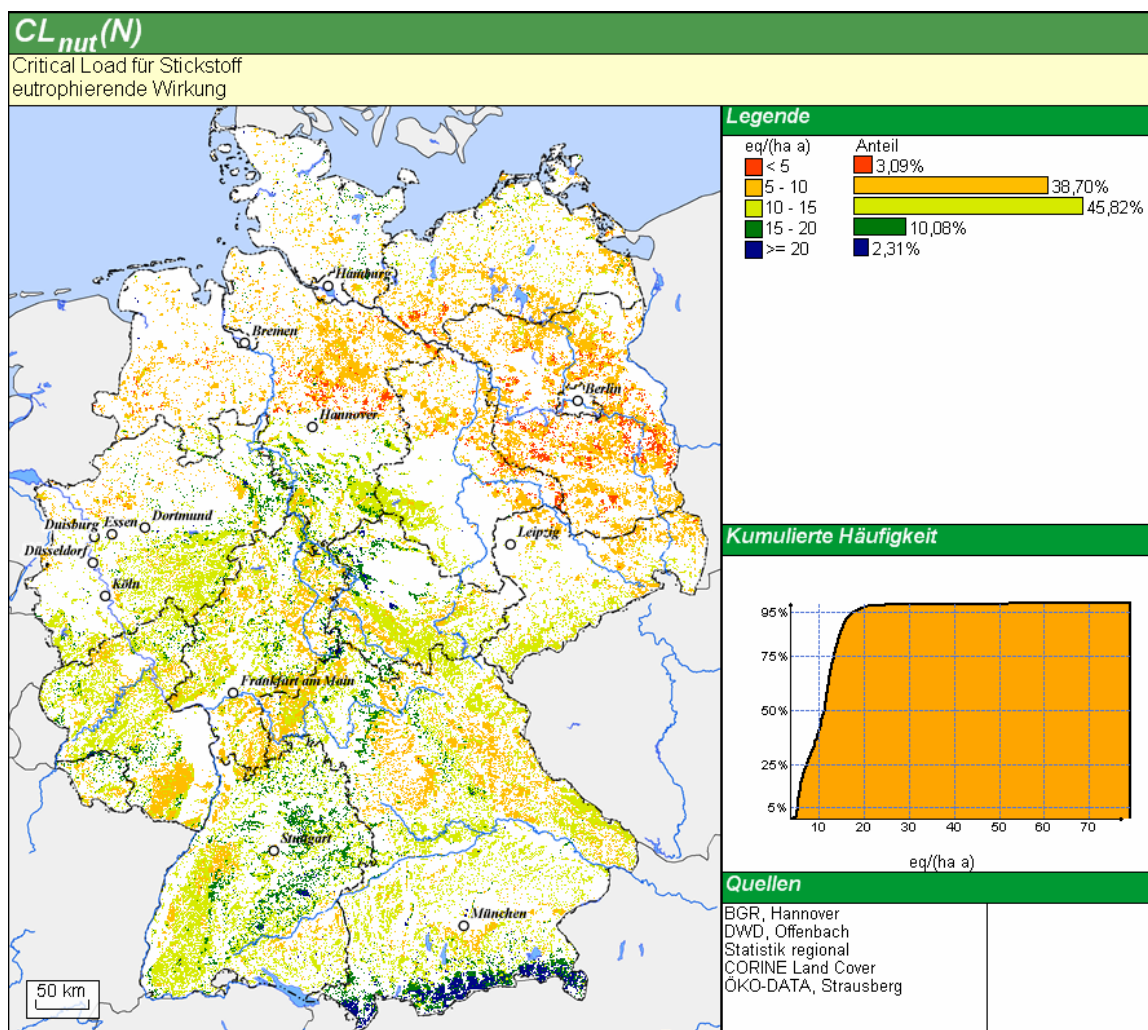 CLnut(N)
Critical Load für Stickstoff
eutrophierende Wirkung
Hamburg
Bremen
Berlin
Hannover
Dortmund
Essen
Duisburg
Düsseldorf
Leipzig
Köln
Frankfurt am Main
Stuttgart
München
50 km
Legende
eq/(ha a) Anteil
< 5 3,09%
5 - 10 38,70%
10 - 15 45,82%
15 - 20 10,08%
>= 20 2,31%
Kumulierte Häufigkeit
95%
75%
50%
25%
5%
10 20 30 40 50 60 70
eq/(ha a)
Quellen
BGR, Hannover
DWD, Offenbach
Statistik regional
CORINE Land Cover
ÖKO-DATA, Strausberg